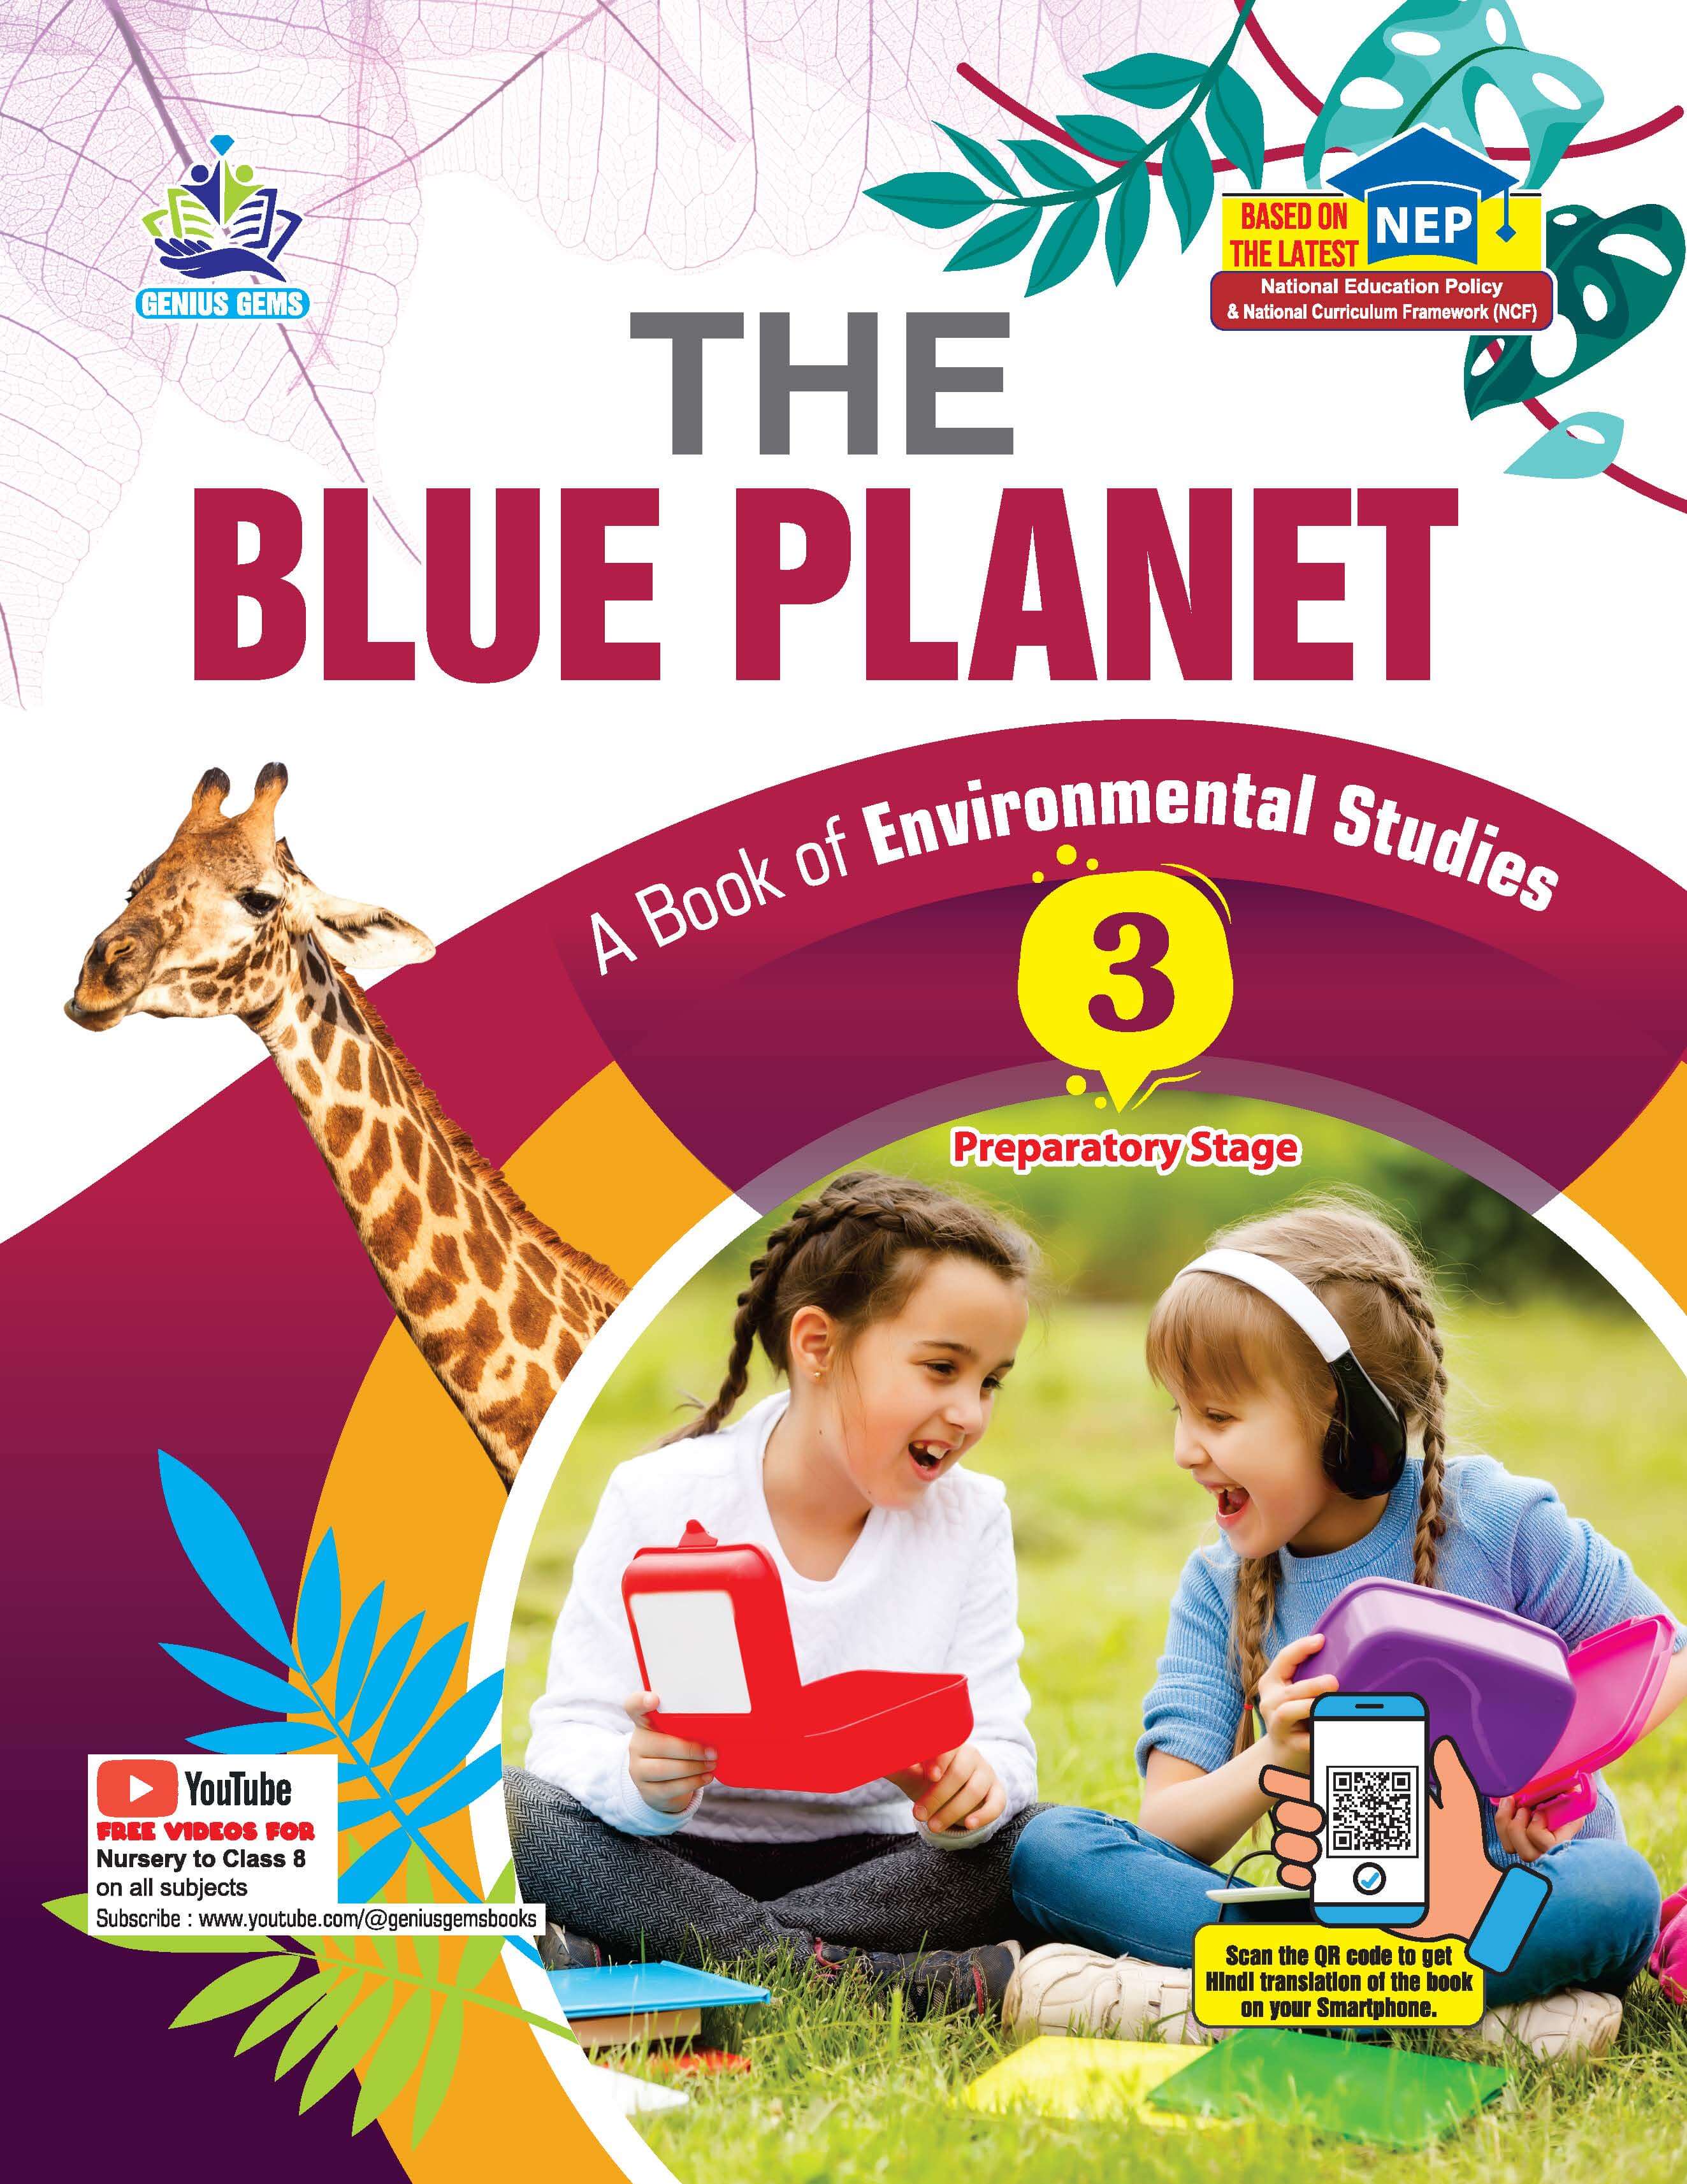 GENIUS GEMS
BASED ON
THE LATEST
NEP
National Education Policy
& National Curriculum Framework (NCF)
THE
BLUE PLANET
A Book of Environmental Studies
3
Preparatory Stage
YouTube
FREE VIDEOS FOR
Nursery to Class 8
on all subjects
Subscribe : www.youtube.com/@geniusgemsbooks
Scan the QR code to get
Hindi translation of the book
on your Smartphone.